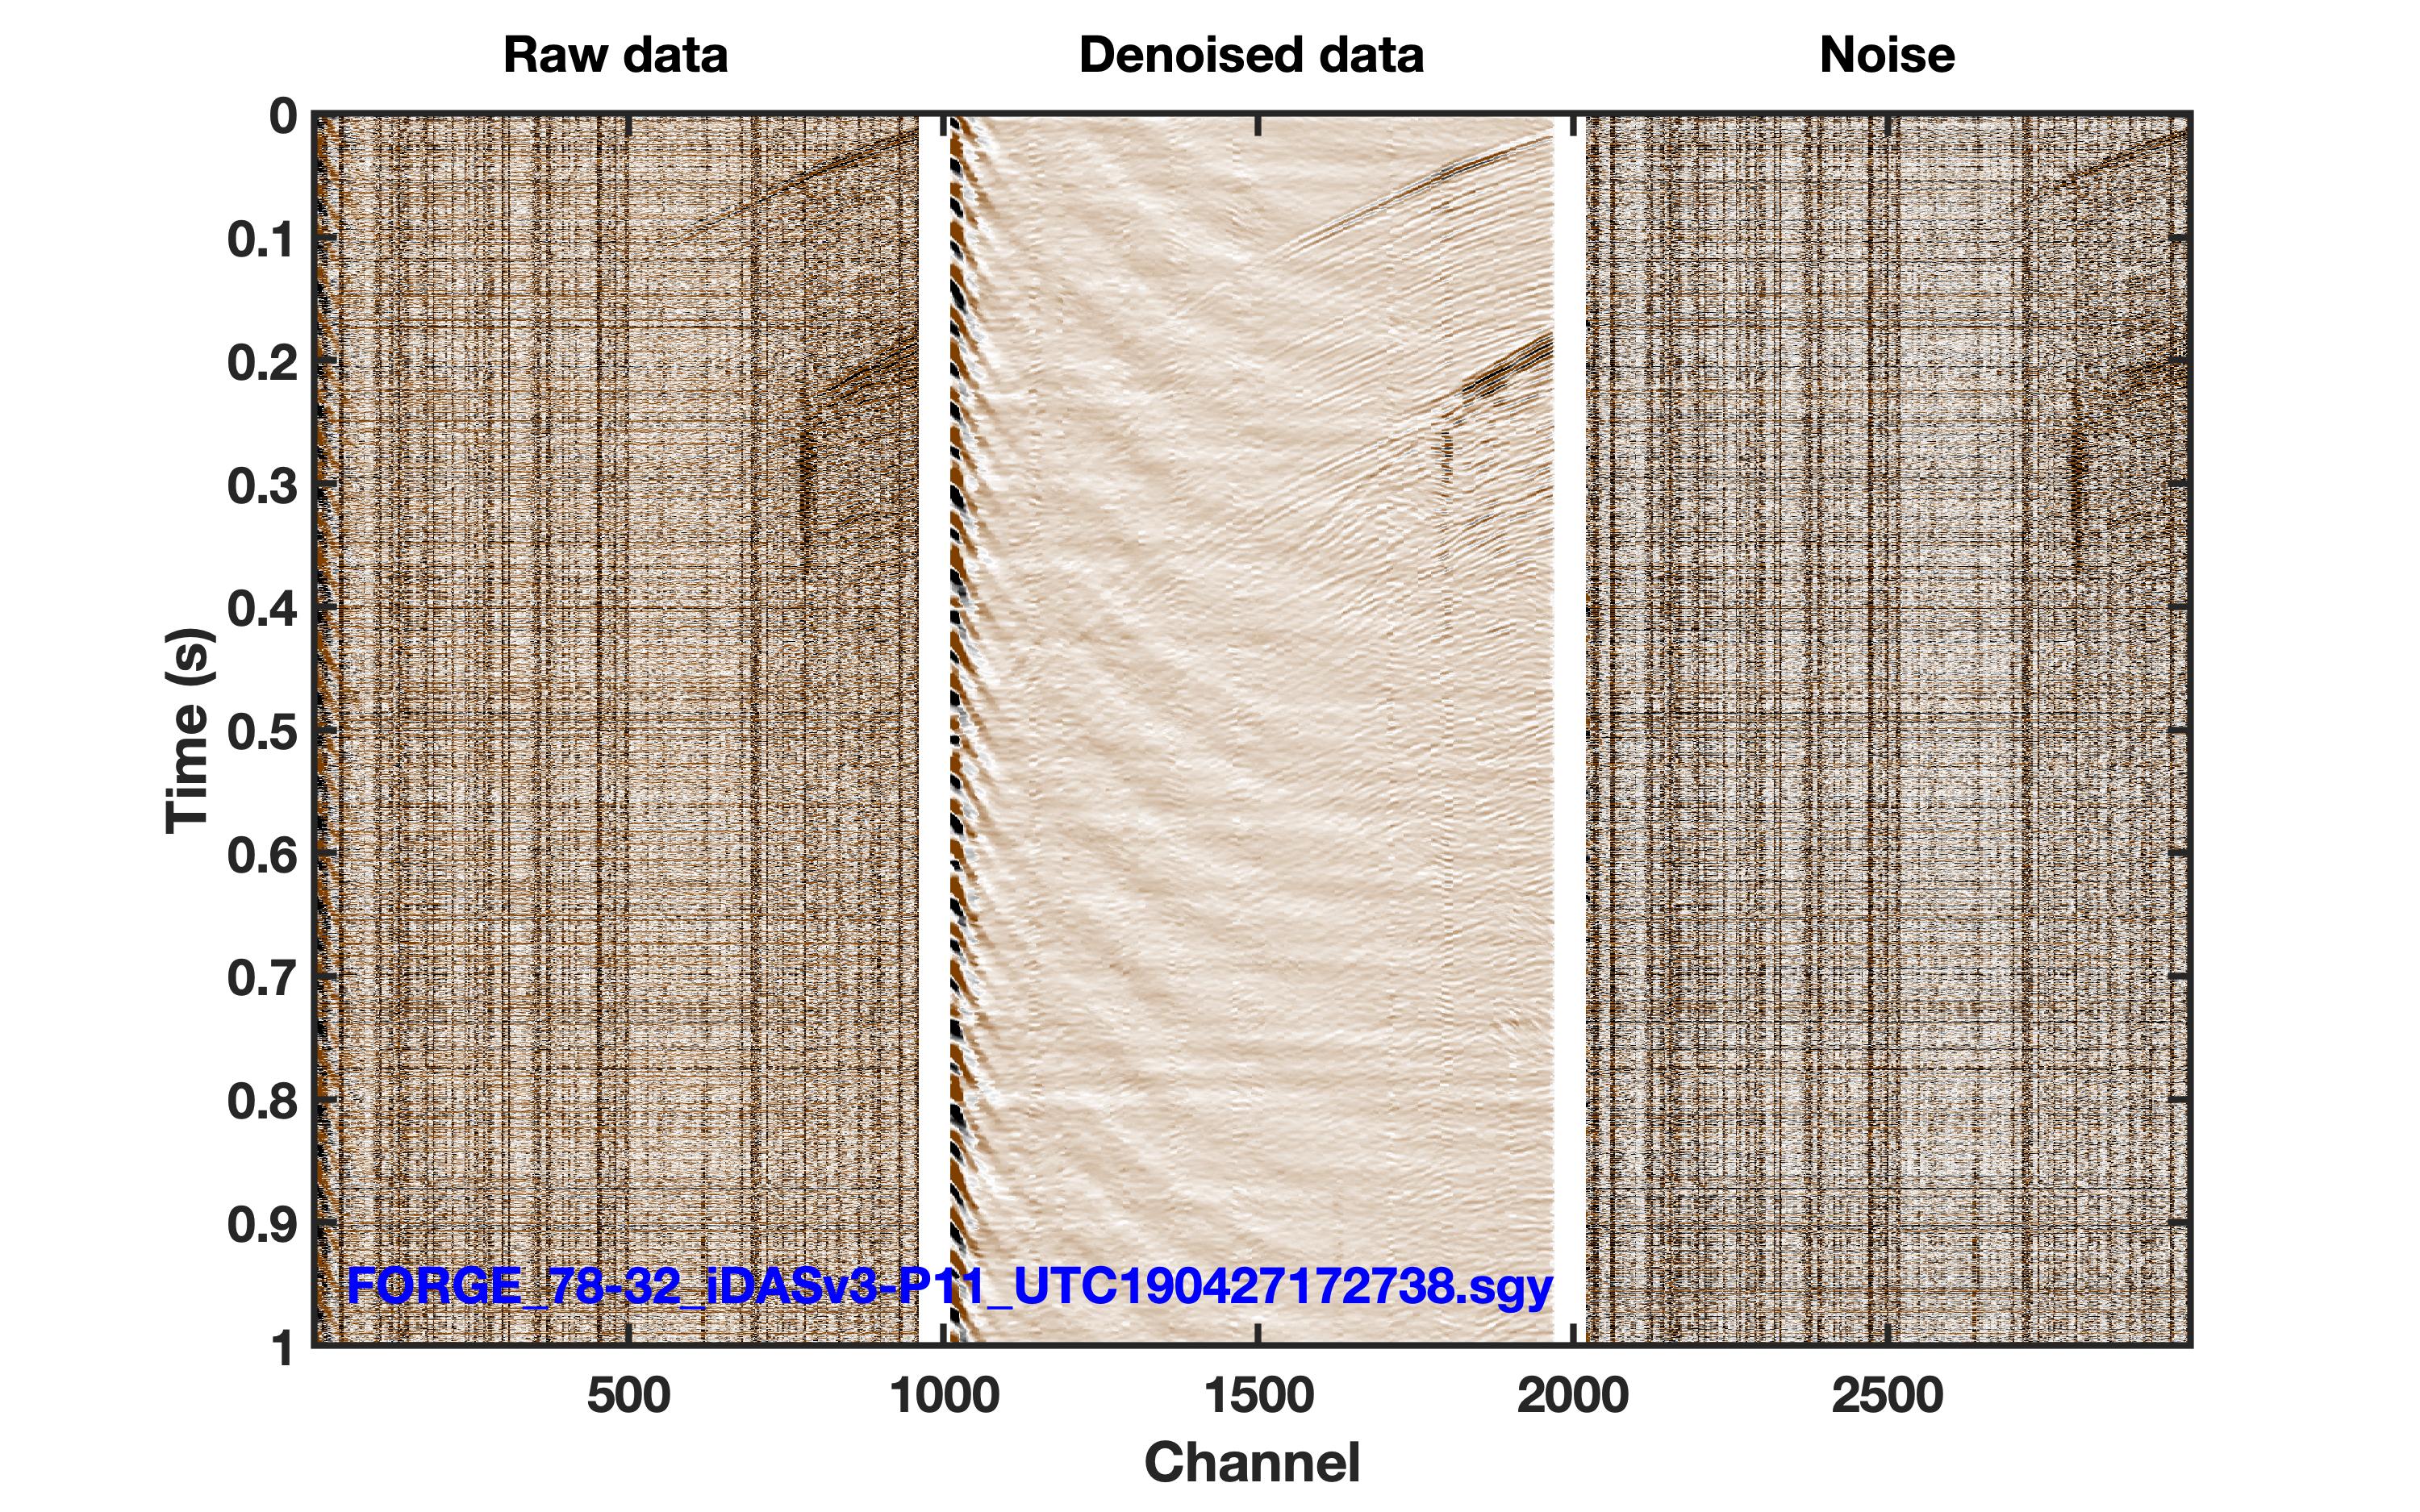 Raw data
Denoised data
Noise
0
0.1
0.2
0.3
0.4
0.5
0.6
0.7
0.8
0.9
1
Time (s)
FORGE_78-32_iDASv3-P11_UTC190427172738.sgy
500
1000
1500
2000
2500
Channel